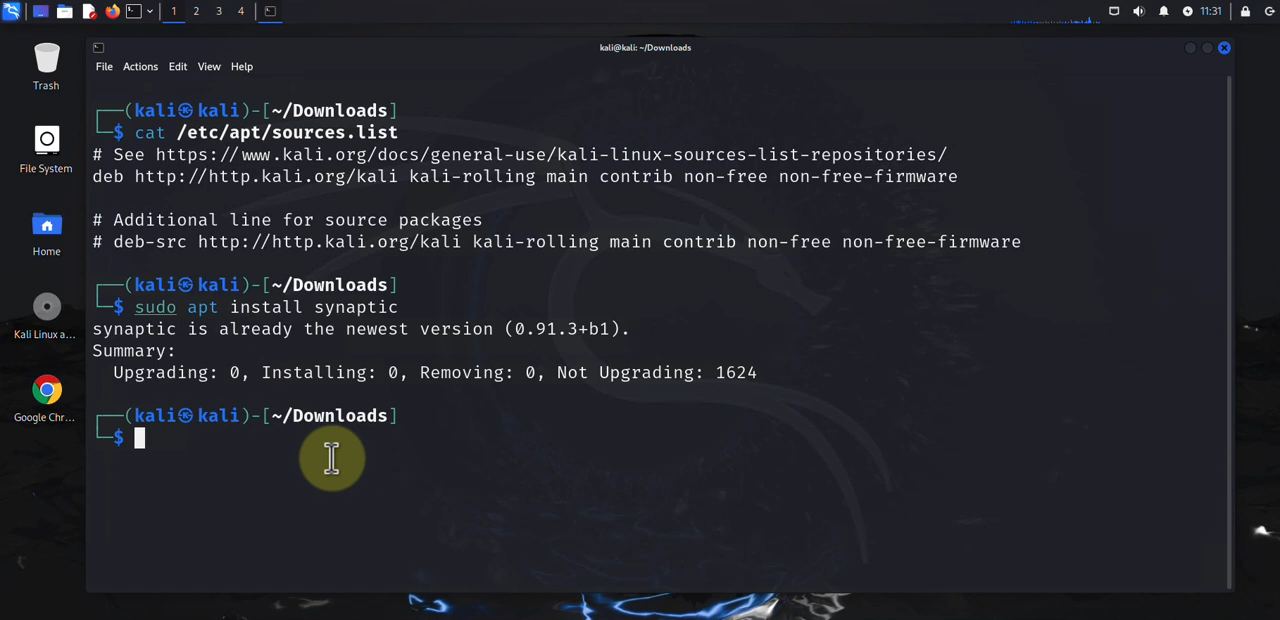 1 2 3 4 11:31
kali@kali: ~/Downloads
File Actions Edit View Help
Trash
File System
Home
Kali Linux a...
Google Chr...
┌──(kali㉿kali)-[~/Downloads]
└─$ cat /etc/apt/sources.list
# See https://www.kali.org/docs/general-use/kali-linux-sources-list-repositories/
deb http://http.kali.org/kali kali-rolling main contrib non-free non-free-firmware
# Additional line for source packages
# deb-src http://http.kali.org/kali kali-rolling main contrib non-free non-free-firmware
┌──(kali㉿kali)-[~/Downloads]
└─$ sudo apt install synaptic
synaptic is already the newest version (0.91.3+b1).
Summary:
Upgrading: 0, Installing: 0, Removing: 0, Not Upgrading: 1624
┌──(kali㉿kali)-[~/Downloads]
└─$